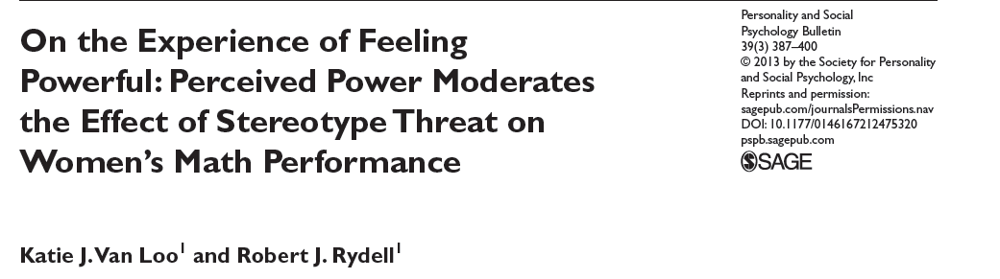 On the Experience of Feeling
Powerful: Perceived Power Moderates
the Effect of Stereotype Threat on
Women’s Math Performance
Personality and Social
Psychology Bulletin
39(3) 387–400
© 2013 by the Society for Personality
and Social Psychology, Inc
Reprints and permission:
sagepub.com/journalsPermissions.nav
DOI: 10.1177/0146167212475320
pspb.sagepub.com
SAGE
Katie J. Van Loo¹ and Robert J. Rydell¹